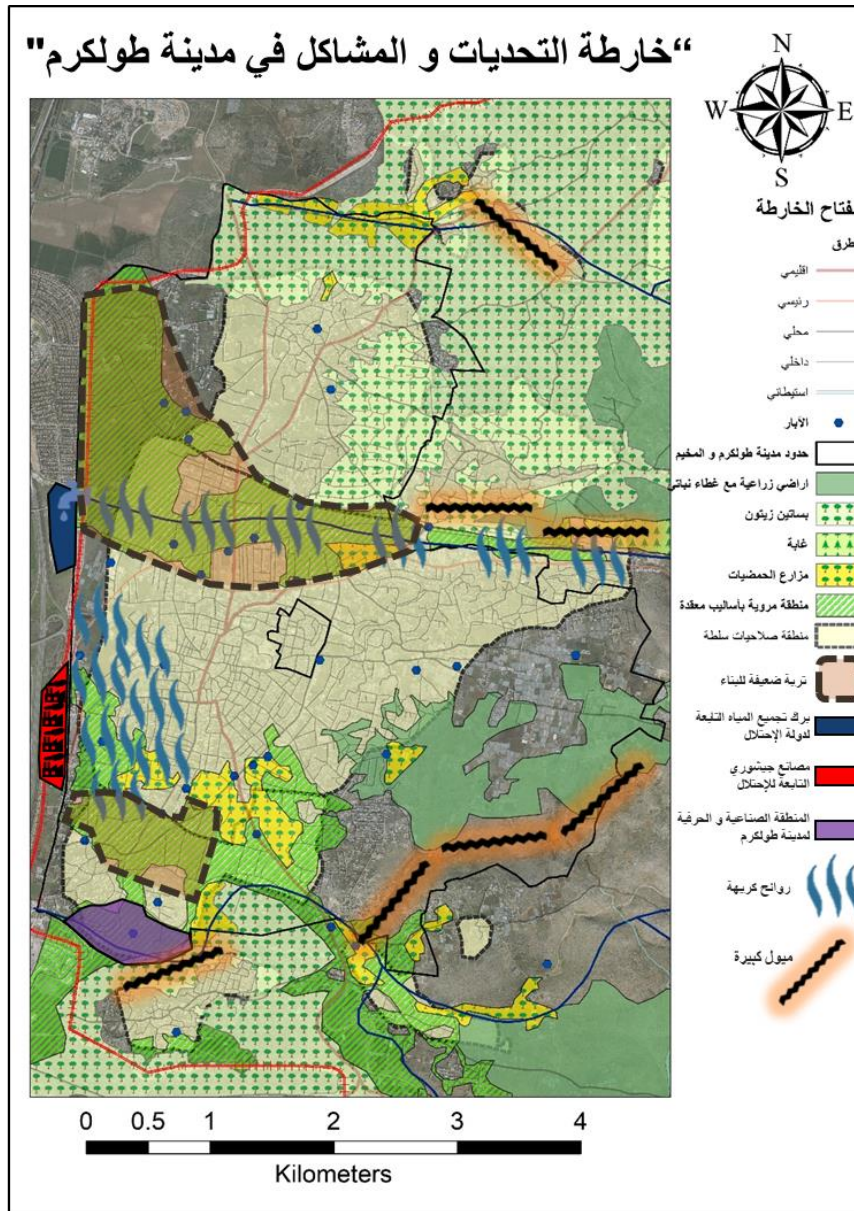 “خارطة التحديات و المشاكل في مدينة طولكرم"
N
W E
S
فتاح الخارطة
طرق
اقليمي
رئيسي
محلي
داخلي
استيطاني
الآبار
حدود مدينة طولكرم و المخيم
اراضي زراعية مع غطاء نباتي
بساتين زيتون
غابة
مزارع الحمضيات
منطقة مروية بأساليب معقدة
منطقة صلاحيات سلطة
تربة ضعيفة للبناء
برك تجميع المياه التابعة
لدولة الإحتلال
مصانع جيشوري
التابعة للإحتلال
المنطقة الصناعية و الحرفية
لمدينة طولكرم
روائح كريهة
ميول كبيرة
0 0.5 1 2 3 4
Kilometers